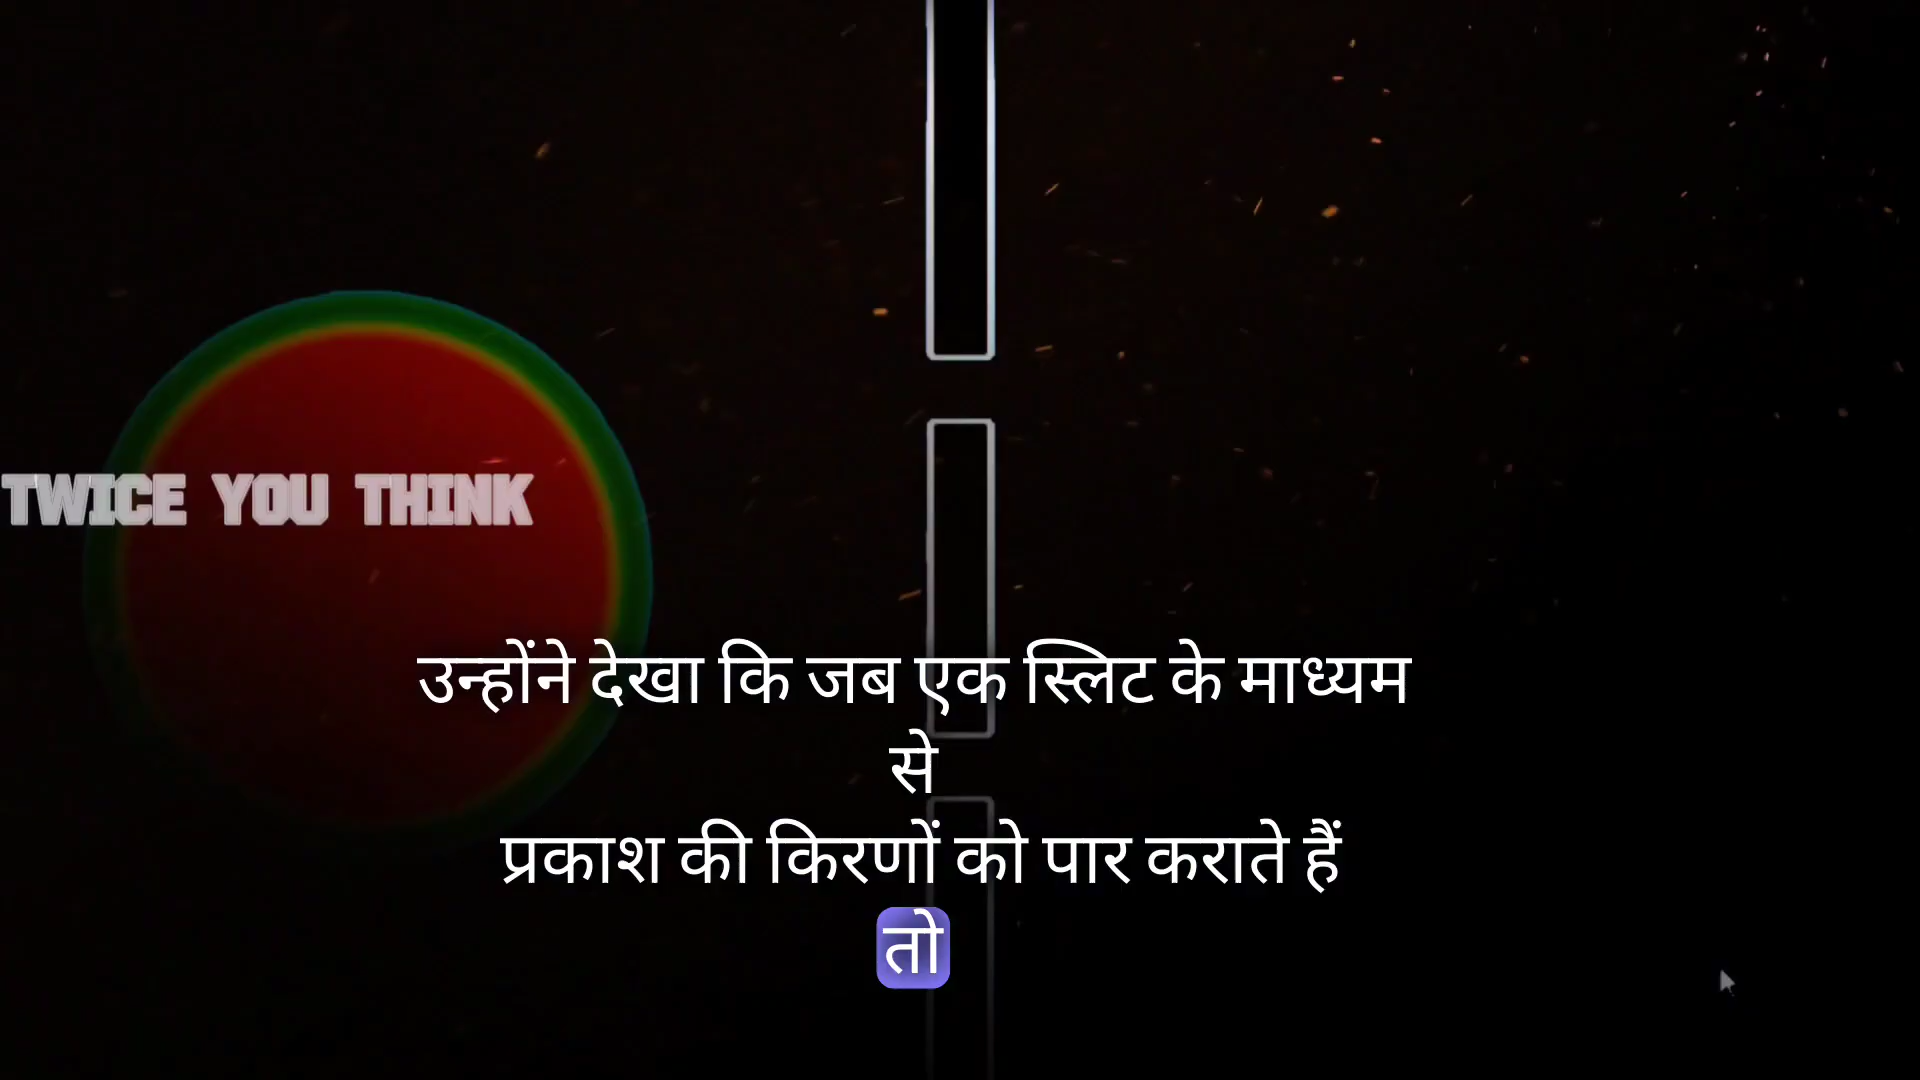 TWICE YOU THINK
उन्होंने देखा कि जब एक स्लिट के माध्यम
से
प्रकाश की किरणों को पार कराते हैं
तो